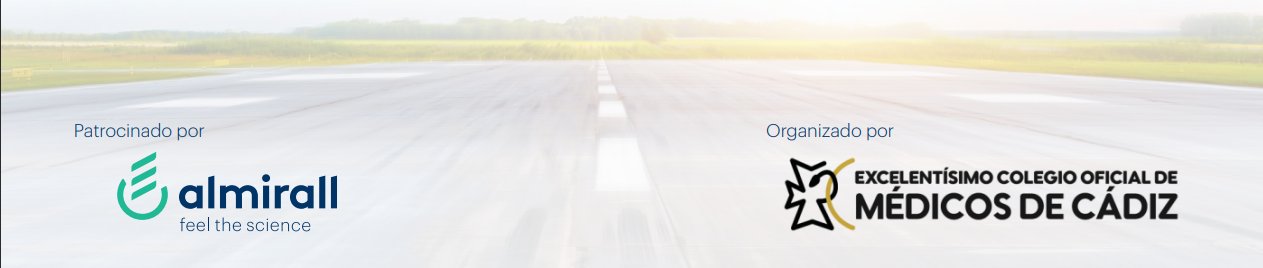 Patrocinado por
almirall
feel the science
Organizado por
EXCELENTÍSIMO COLEGIO OFICIAL DE
MÉDICOS DE CÁDIZ